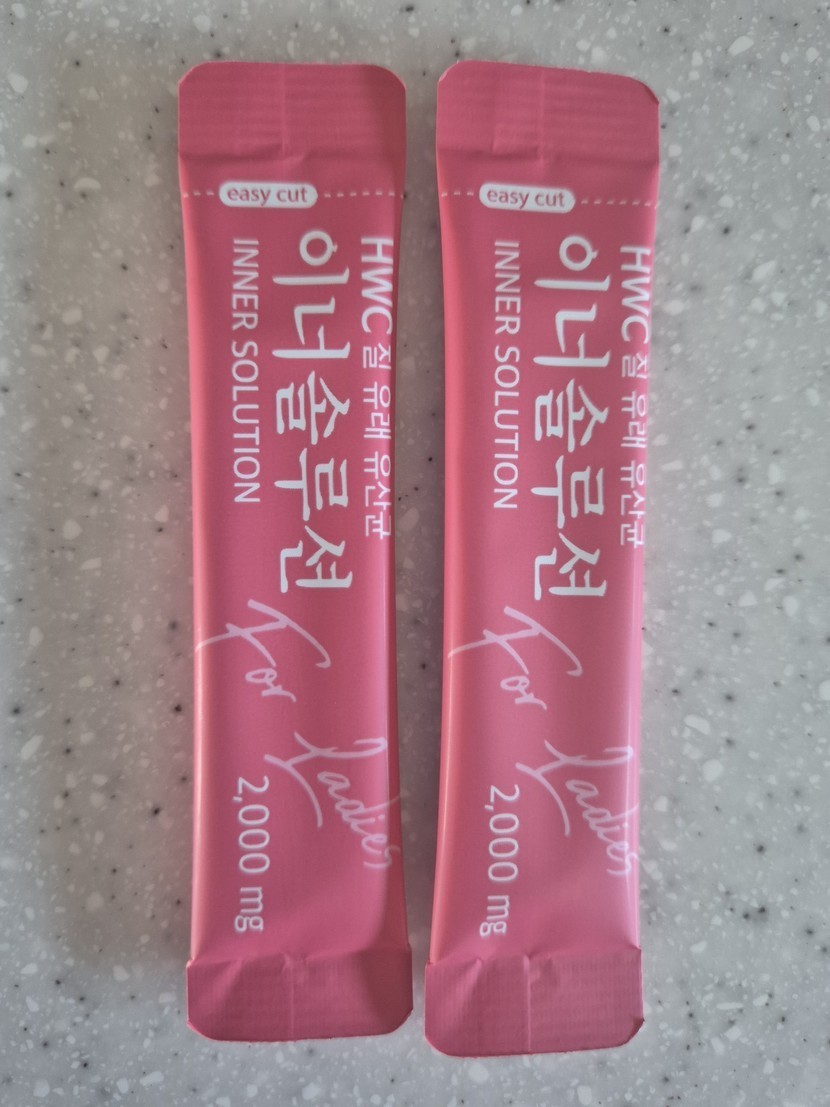 easy cut
HWC 질 유래 유산균
이너솔루션
INNER SOLUTION
For Ladies
2,000 mg
easy cut
HWC 질 유래 유산균
이너솔루션
INNER SOLUTION
For Ladies
2,000 mg